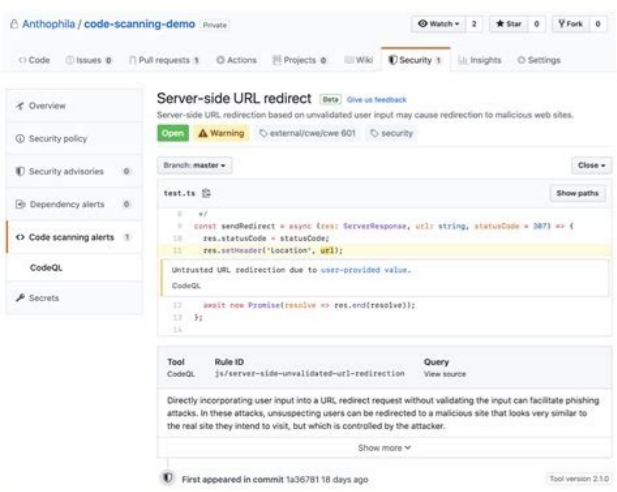 Anthophila / code-scanning-demo Private
Watch 2 Star 0 Fork 0
Code Issues 0 Pull requests 1 Actions Projects 0 Wiki Security 1 Insights Settings
Overview
Security policy
Security advisories 0
Dependency alerts 0
Code scanning alerts 1
CodeQL
Secrets
Server-side URL redirect Beta Give us feedback
Server-side URL redirection based on unvalidated user input may cause redirection to malicious web sites.
Open Warning external/cwe/cwe 601 security
Branch: master Close
test.ts Show paths
8 */
9 const sendRedirect = async (res: ServerResponse, url: string, statusCode = 307) => {
10 res.statusCode = statusCode;
11 res.setHeader('Location', url);
Untrusted URL redirection due to user-provided value.
CodeQL
12 await new Promise(resolve => res.end(resolve));
13 };
14
Tool Rule ID Query
CodeQL js/server-side-unvalidated-url-redirection View source
Directly incorporating user input into a URL redirect request without validating the input can facilitate phishing
attacks. In these attacks, unsuspecting users can be redirected to a malicious site that looks very similar to
the real site they intend to visit, but which is controlled by the attacker.
Show more
First appeared in commit 1a36781 18 days ago Tool version 2.1.0